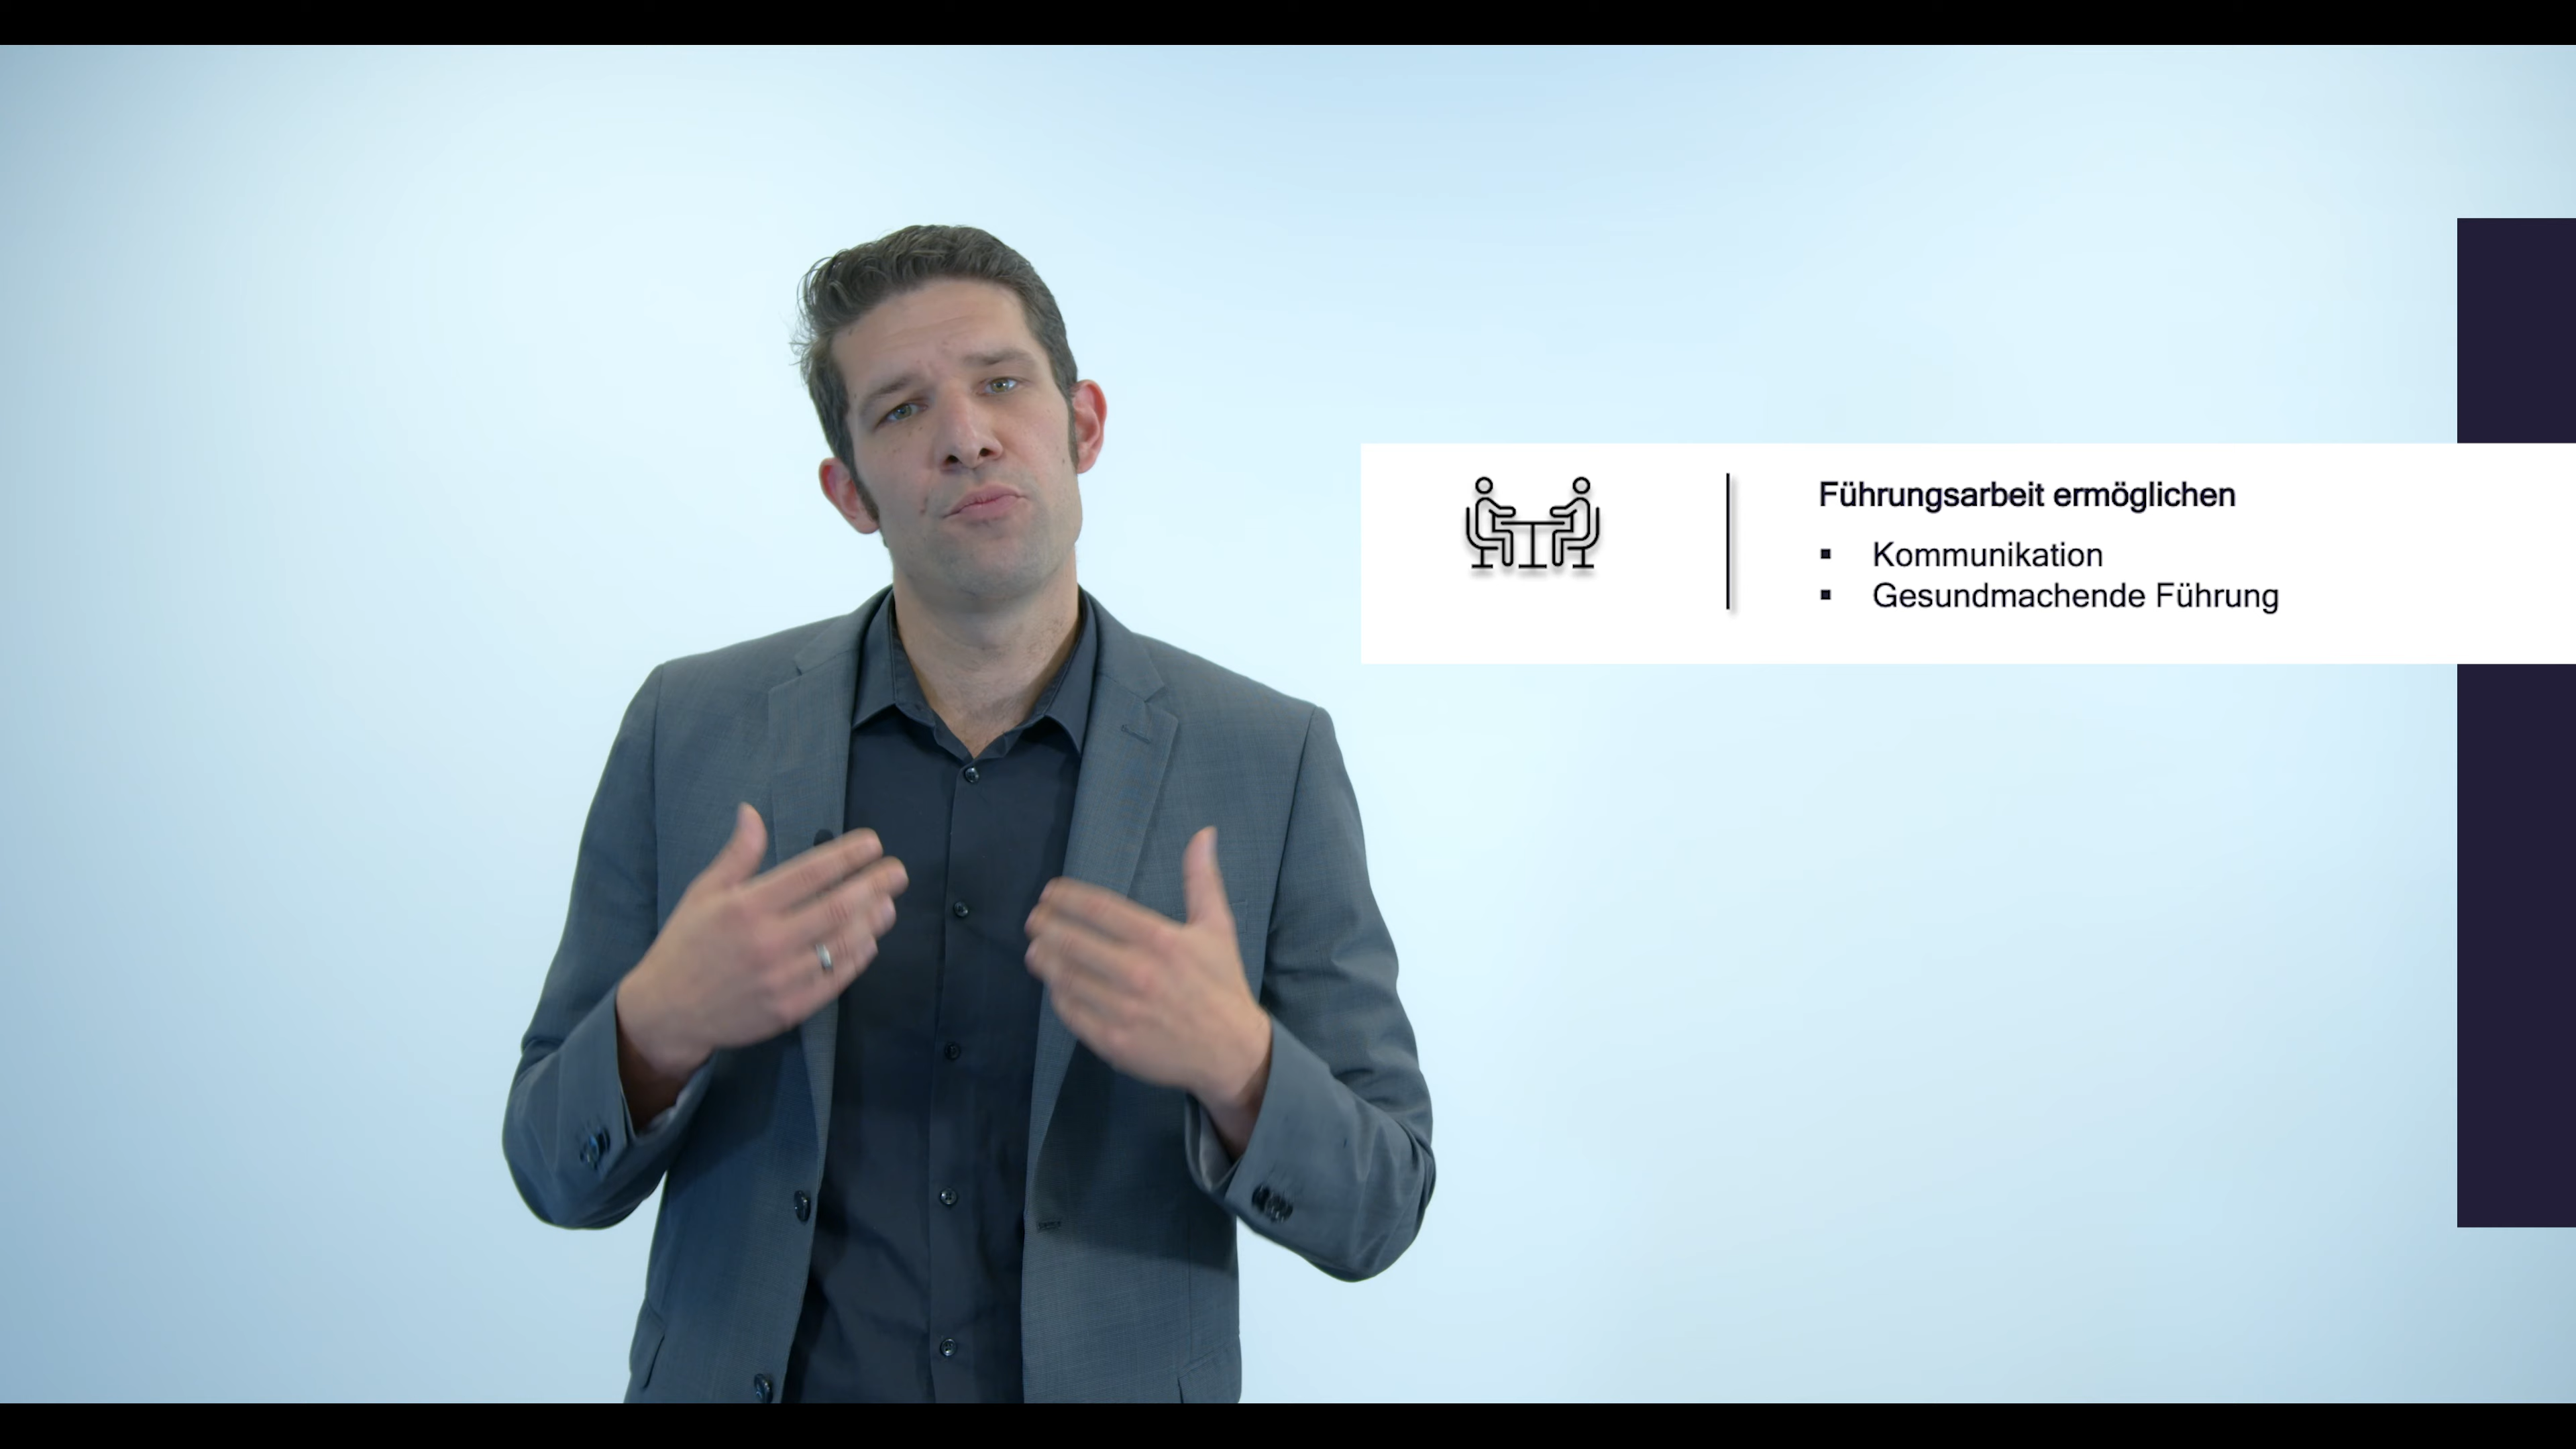 Führungsarbeit ermöglichen
▪ Kommunikation
▪ Gesundmachende Führung